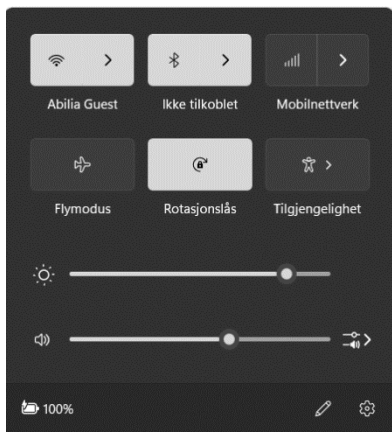 Abilia Guest
Ikke tilkoblet
Mobilnettverk
Flymodus
Rotasjonslås
Tilgjengelighet
100%